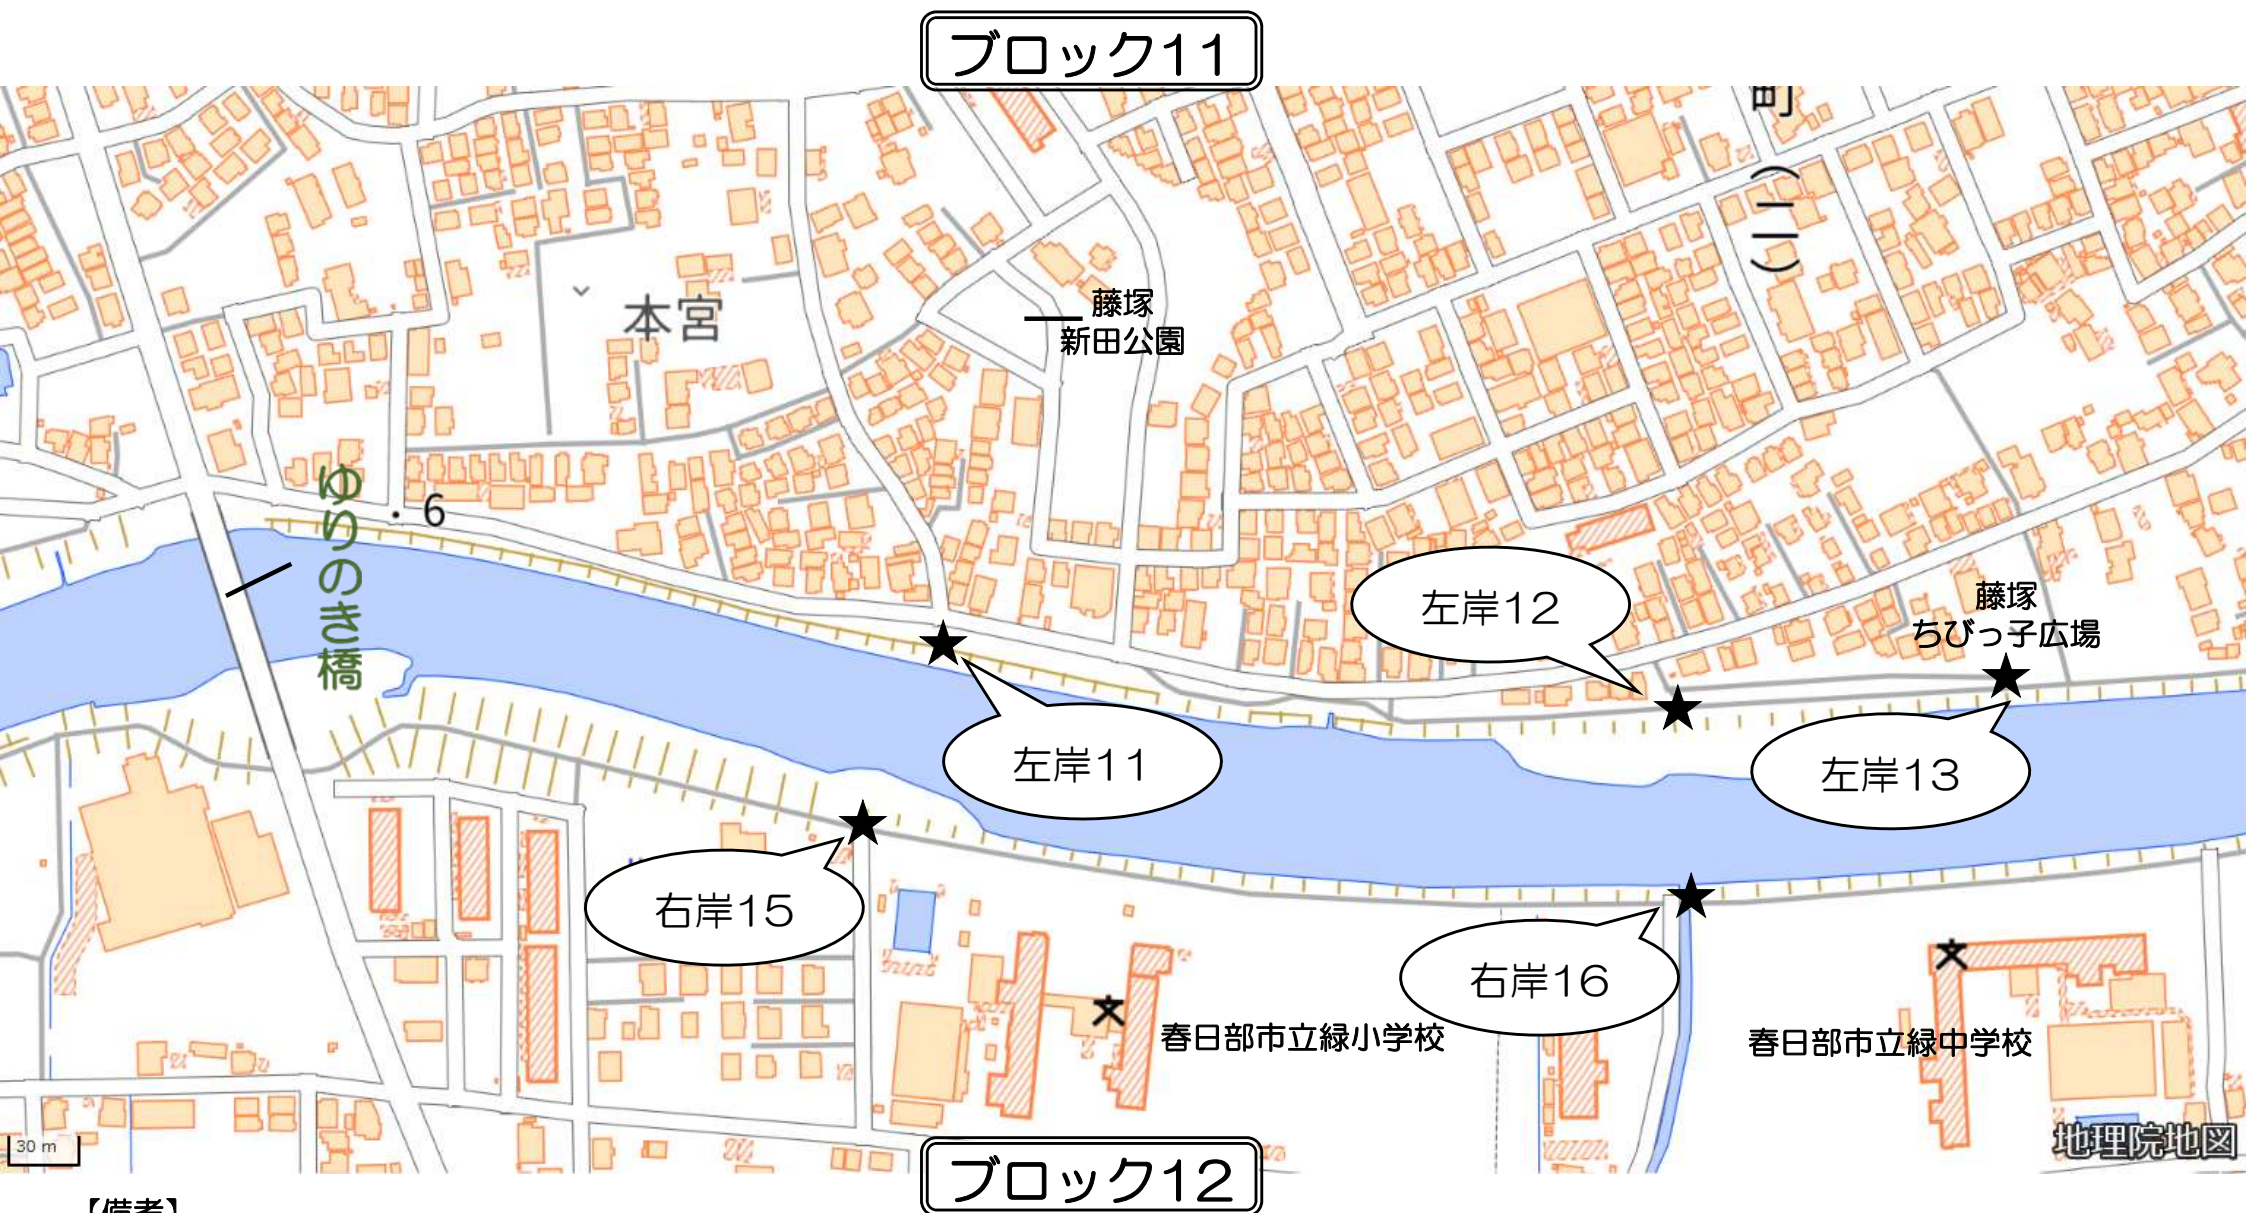 ブロック11
町(二)
本宮
藤塚
新田公園
ゆりのき橋
6
左岸12
藤塚
ちびっ子広場
左岸11
左岸13
右岸15
右岸16
春日部市立緑小学校
春日部市立緑中学校
30 m
地理院地図
ブロック12
【備考】